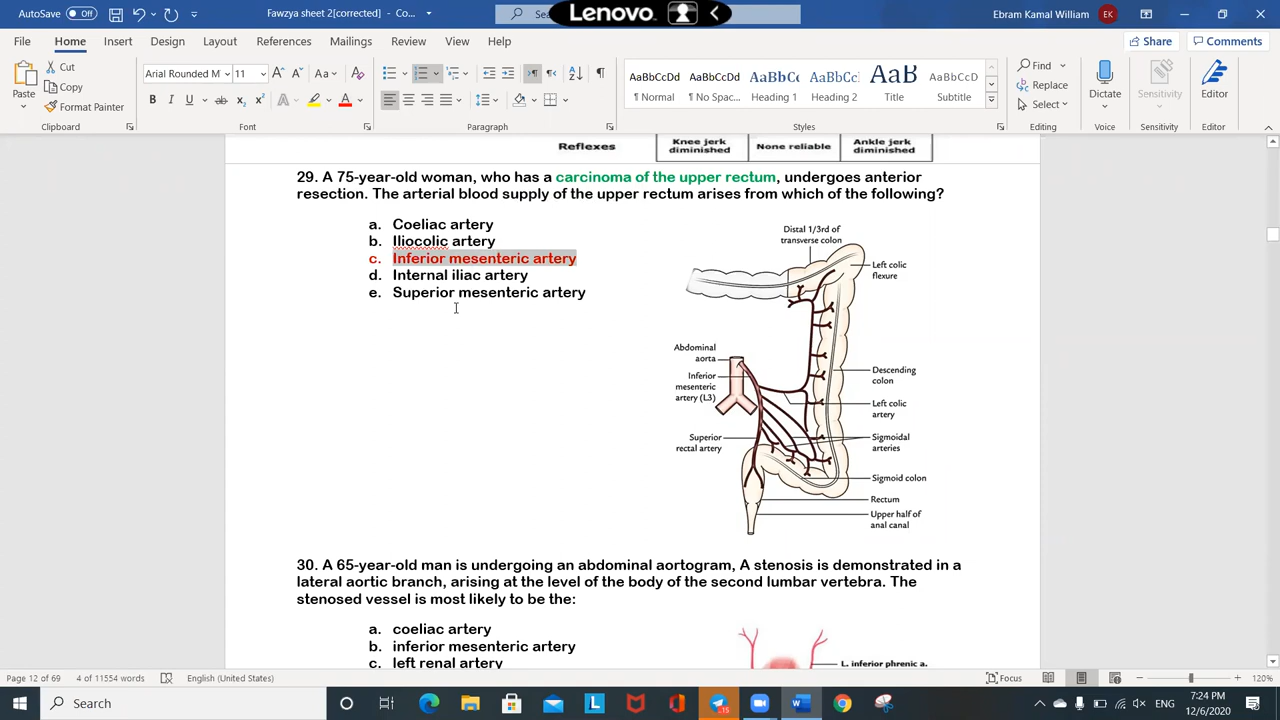 AutoSave Off
Fawzya sheet 2[corrected]
Sea
Lenovo
Ebram Kamal William
EK
File Home Insert Design Layout References Mailings Review View Help
Share
Comments
Paste
Cut
Copy
Format Painter
Arial Rounded M
11
AaBbCcDd AaBbCcDd AaBbCc AaBbCcI AaB AaBbCcD
¶ Normal ¶ No Spac... Heading 1 Heading 2 Title Subtitle
Find
Replace
Select
Dictate
Sensitivity
Editor
Clipboard Font Paragraph Styles Editing Voice Sensitivity Editor
Reflexes
Knee jerk
diminished
None reliable
Ankle jerk
diminished
29. A 75-year-old woman, who has a carcinoma of the upper rectum, undergoes anterior
resection. The arterial blood supply of the upper rectum arises from which of the following?
a. Coeliac artery
b. Iliocolic artery
c. Inferior mesenteric artery
d. Internal iliac artery
e. Superior mesenteric artery
Distal 1/3rd of
transverse colon
Left colic
flexure
Abdominal
aorta
Inferior
mesenteric
artery (L3)
Descending
colon
Left colic
artery
Superior
rectal artery
Sigmoidal
arteries
Sigmoid colon
Rectum
Upper half of
anal canal
30. A 65-year-old man is undergoing an abdominal aortogram, A stenosis is demonstrated in a
lateral aortic branch, arising at the level of the body of the second lumbar vertebra. The
stenosed vessel is most likely to be the:
a. coeliac artery
b. inferior mesenteric artery
c. left renal artery
L. inferior phrenic a.
Page 12 of 69 4 of 11554 words English (United States) Focus 120%
Search
15
7:24 PM
12/6/2020